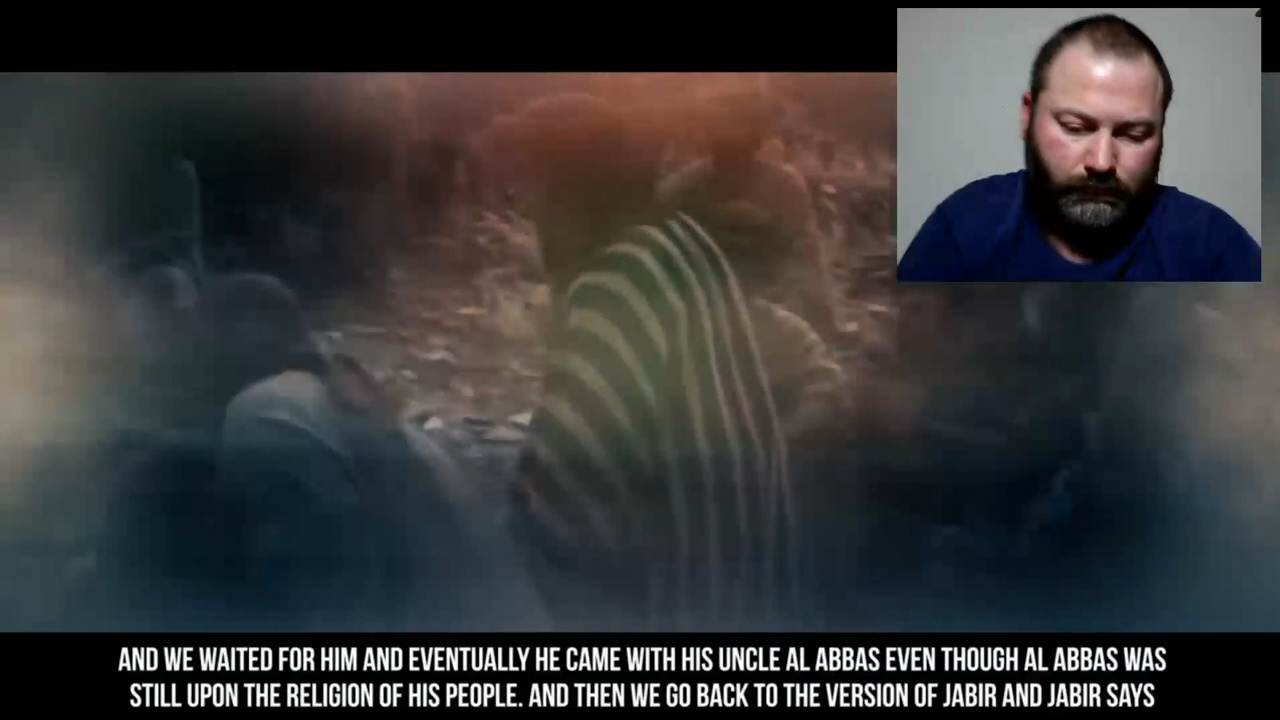 AND WE WAITED FOR HIM AND EVENTUALLY HE CAME WITH HIS UNCLE AL ABBAS EVEN THOUGH AL ABBAS WAS
STILL UPON THE RELIGION OF HIS PEOPLE. AND THEN WE GO BACK TO THE VERSION OF JABIR AND JABIR SAYS